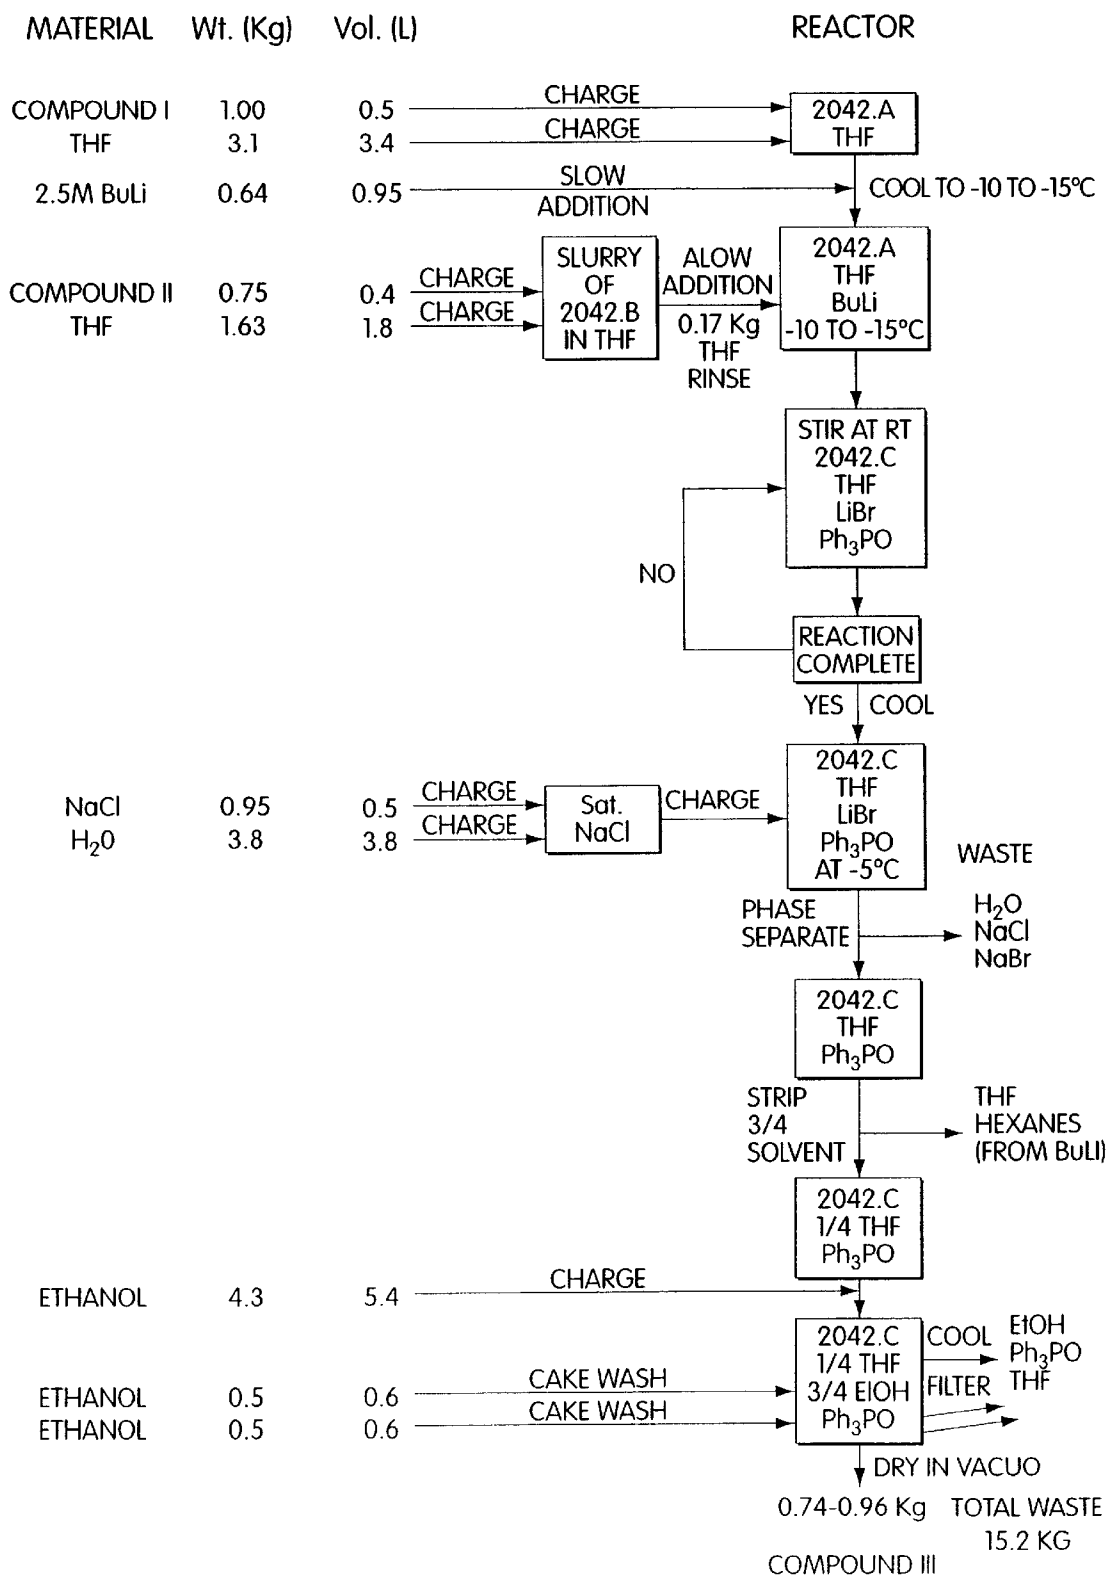 MATERIAL Wt. (Kg) Vol. (L) REACTOR
COMPOUND I 1.00 0.5 CHARGE
THF 3.1 3.4 CHARGE
2042.A
THF
2.5M BuLi 0.64 0.95 SLOW
ADDITION
COOL TO -10 TO -15°C
COMPOUND II 0.75 0.4 CHARGE
THF 1.63 1.8 CHARGE
SLURRY
OF
2042.B
IN THF
ALOW
ADDITION
0.17 Kg
THF
RINSE
2042.A
THF
BuLi
-10 TO -15°C
STIR AT RT
2042.C
THF
LiBr
Ph3PO
NO
REACTION
COMPLETE
YES COOL
NaCl 0.95 0.5 CHARGE
H20 3.8 3.8 CHARGE
Sat.
NaCl
CHARGE
2042.C
THF
LiBr
Ph3PO
AT -5°C
WASTE
PHASE
SEPARATE
H2O
NaCl
NaBr
2042.C
THF
Ph3PO
STRIP
3/4
SOLVENT
THF
HEXANES
(FROM BuLI)
2042.C
1/4 THF
Ph3PO
ETHANOL 4.3 5.4 CHARGE
2042.C
1/4 THF
3/4 ElOH
Ph3PO
COOL
FILTER
EtOH
Ph3PO
THF
ETHANOL 0.5 0.6 CAKE WASH
ETHANOL 0.5 0.6 CAKE WASH
DRY IN VACUO
0.74-0.96 Kg TOTAL WASTE
15.2 KG
COMPOUND III